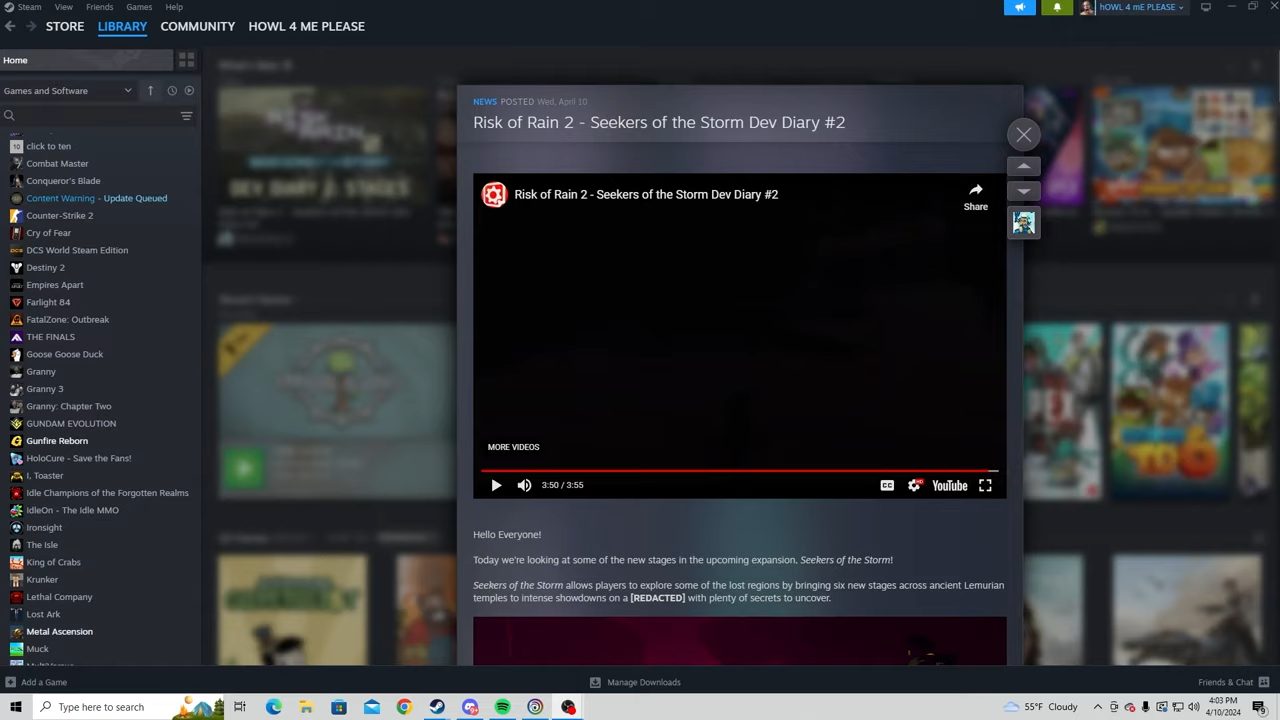 Steam View Friends Games Help
HOWL 4 mE PLEASE
STORE LIBRARY COMMUNITY HOWL 4 ME PLEASE
Home
Games and Software
10 click to ten
Combat Master
Conqueror's Blade
Content Warning - Update Queued
Counter-Strike 2
Cry of Fear
DCS DCS World Steam Edition
Destiny 2
Empires Apart
Farlight 84
FatalZone: Outbreak
THE FINALS
Goose Goose Duck
Granny
Granny 3
Granny: Chapter Two
GUNDAM EVOLUTION
Gunfire Reborn
HoloCure - Save the Fans!
I, Toaster
Idle Champions of the Forgotten Realms
IdleOn - The Idle MMO
Ironsight
The Isle
King of Crabs
Krunker
Lethal Company
Lost Ark
Metal Ascension
Muck
NEWS POSTED Wed, April 10
Risk of Rain 2 - Seekers of the Storm Dev Diary #2
Risk of Rain 2 - Seekers of the Storm Dev Diary #2
Share
MORE VIDEOS
3:50 / 3:55
CC HD YouTube
Hello Everyone!
Today we're looking at some of the new stages in the upcoming expansion, Seekers of the Storm!
Seekers of the Storm allows players to explore some of the lost regions by bringing six new stages across ancient Lemurian
temples to intense showdowns on a [REDACTED] with plenty of secrets to uncover.
Add a Game
Manage Downloads
Friends & Chat
Type here to search
55°F Cloudy
4:03 PM
4/10/2024